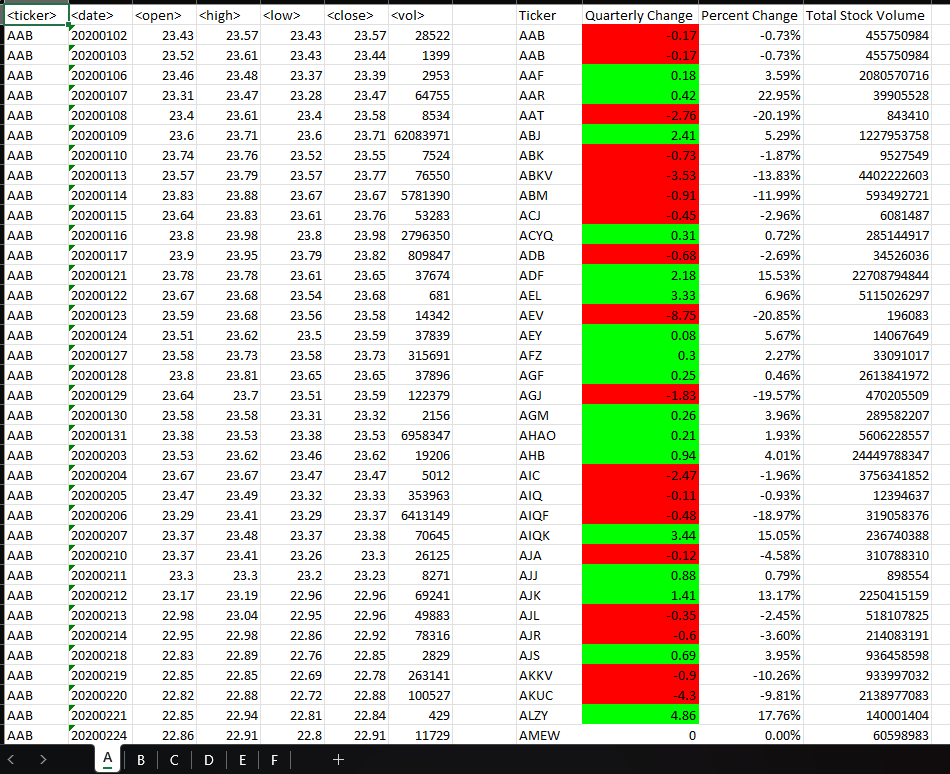 <ticker> <date> <open> <high> <low> <close> <vol> Ticker Quarterly Change Percent Change Total Stock Volume
AAB 20200102 23.43 23.57 23.43 23.57 28522 AAB -0.17 -0.73% 455750984
AAB 20200103 23.52 23.61 23.43 23.44 1399 AAB -0.17 -0.73% 455750984
AAB 20200106 23.46 23.48 23.37 23.39 2953 AAF 0.18 3.59% 2080570716
AAB 20200107 23.31 23.47 23.28 23.47 64755 AAR 0.42 22.95% 39905528
AAB 20200108 23.4 23.61 23.4 23.58 8534 AAT -2.76 -20.19% 843410
AAB 20200109 23.6 23.71 23.6 23.71 62083971 ABJ 2.41 5.29% 1227953758
AAB 20200110 23.74 23.76 23.52 23.55 7524 ABK -0.73 -1.87% 9527549
AAB 20200113 23.57 23.79 23.57 23.77 76550 ABKV -3.53 -13.83% 4402222603
AAB 20200114 23.83 23.88 23.67 23.67 5781390 ABM -0.91 -11.99% 593492721
AAB 20200115 23.64 23.83 23.61 23.76 53283 ACJ -0.45 -2.96% 6081487
AAB 20200116 23.8 23.98 23.8 23.98 2796350 ACYQ 0.31 0.72% 285144917
AAB 20200117 23.9 23.95 23.79 23.82 809847 ADB -0.68 -2.69% 34526036
AAB 20200121 23.78 23.78 23.61 23.65 37674 ADF 2.18 15.53% 22708794844
AAB 20200122 23.67 23.68 23.54 23.68 681 AEL 3.33 6.96% 5115026297
AAB 20200123 23.59 23.68 23.56 23.58 14342 AEV -8.75 -20.85% 196083
AAB 20200124 23.51 23.62 23.5 23.59 37839 AEY 0.08 5.67% 14067649
AAB 20200127 23.58 23.73 23.58 23.73 315691 AFZ 0.3 2.27% 33091017
AAB 20200128 23.8 23.81 23.65 23.65 37896 AGF 0.25 0.46% 2613841972
AAB 20200129 23.64 23.7 23.51 23.59 122379 AGJ -1.83 -19.57% 470205509
AAB 20200130 23.58 23.58 23.31 23.32 2156 AGM 0.26 3.96% 289582207
AAB 20200131 23.38 23.53 23.38 23.53 6958347 AHAO 0.21 1.93% 5606228557
AAB 20200203 23.53 23.62 23.46 23.62 19206 AHB 0.94 4.01% 24449788347
AAB 20200204 23.67 23.67 23.47 23.47 5012 AIC -2.47 -1.96% 3756341852
AAB 20200205 23.47 23.49 23.32 23.33 353963 AIQ -0.11 -0.93% 12394637
AAB 20200206 23.29 23.41 23.29 23.37 6413149 AIQF -0.48 -18.97% 319058376
AAB 20200207 23.37 23.48 23.37 23.38 70645 AIQK 3.44 15.05% 236740388
AAB 20200210 23.37 23.41 23.26 23.3 26125 AJA -0.12 -4.58% 310788310
AAB 20200211 23.3 23.3 23.2 23.23 8271 AJJ 0.88 0.79% 898554
AAB 20200212 23.17 23.19 22.96 22.96 69241 AJK 1.41 13.17% 2250415159
AAB 20200213 22.98 23.04 22.95 22.96 49883 AJL -0.35 -2.45% 518107825
AAB 20200214 22.95 22.98 22.86 22.92 78316 AJR -0.6 -3.60% 214083191
AAB 20200218 22.83 22.89 22.76 22.85 2829 AJS 0.69 3.95% 936458598
AAB 20200219 22.85 22.85 22.69 22.78 263141 AKKV -0.9 -10.26% 933997032
AAB 20200220 22.82 22.88 22.72 22.88 100527 AKUC -4.3 -9.81% 2138977083
AAB 20200221 22.85 22.94 22.81 22.84 429 ALZY 4.86 17.76% 140001404
AAB 20200224 22.86 22.91 22.8 22.91 11729 AMEW 0 0.00% 60598983
A B C D E F